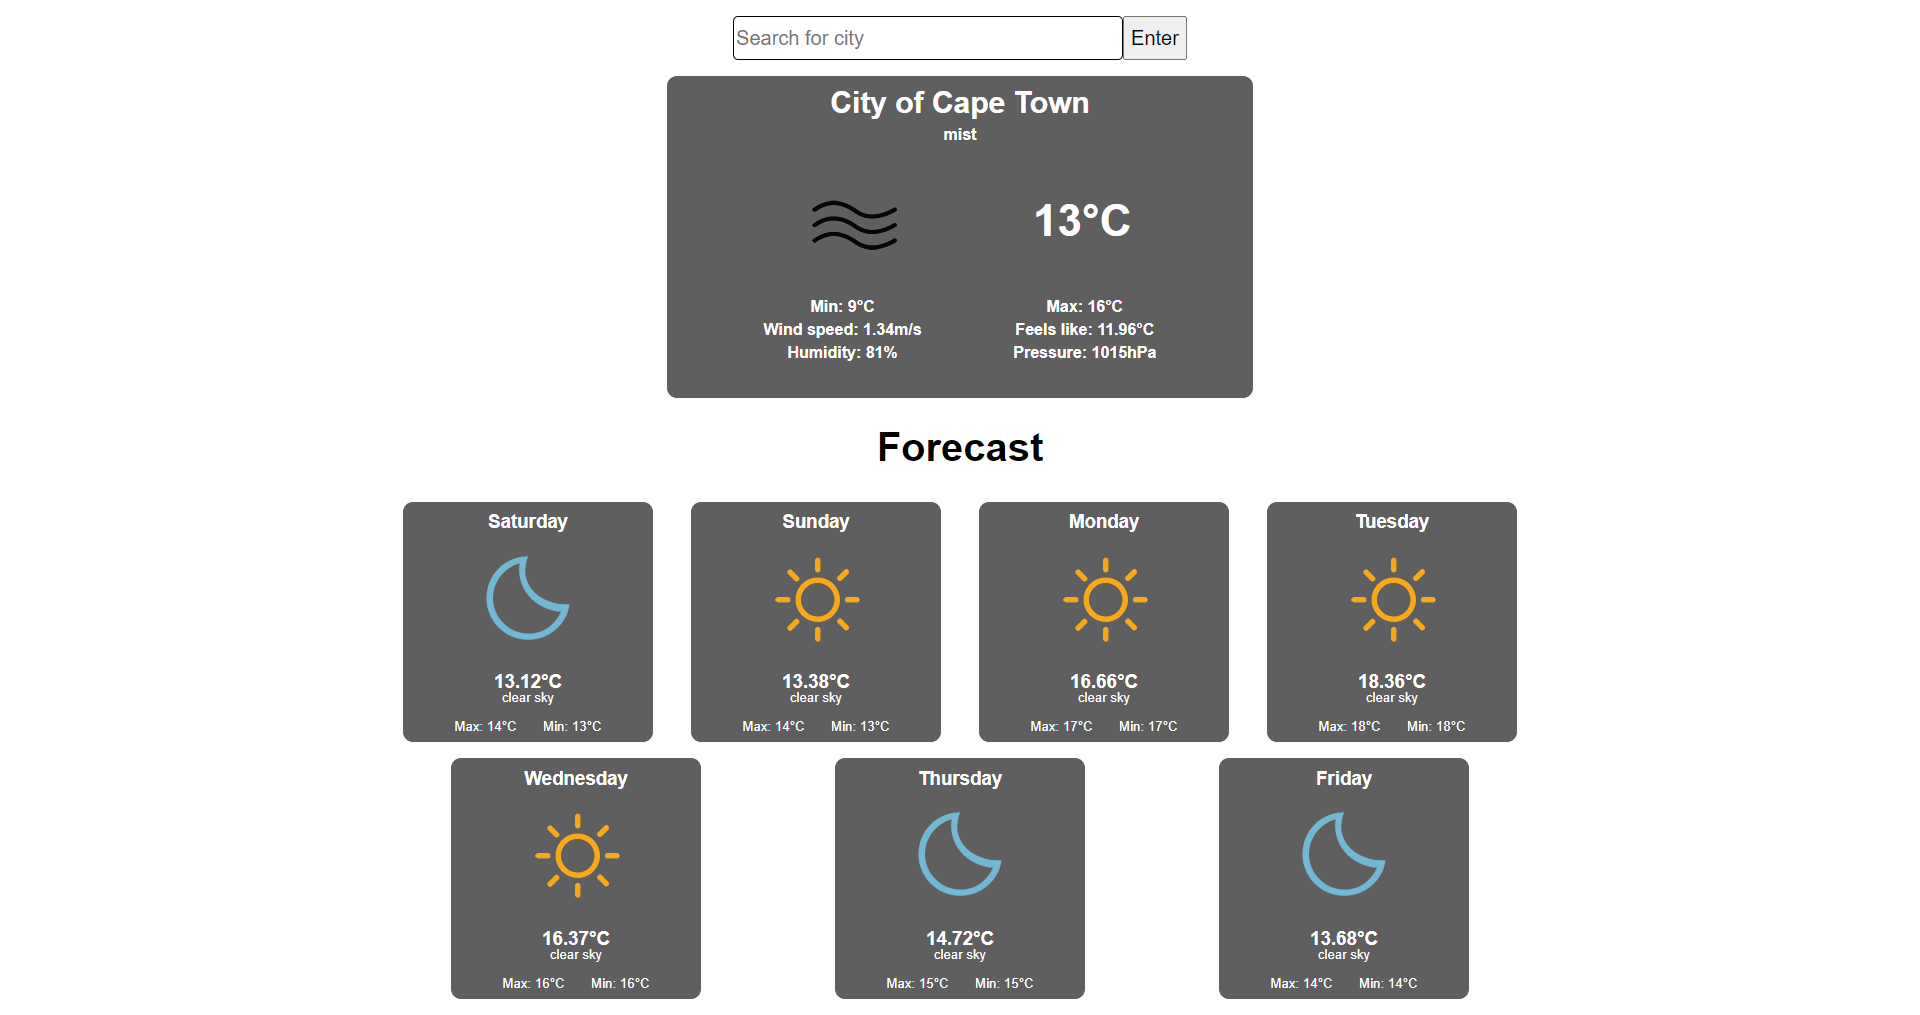 Search for city Enter
City of Cape Town
mist
13°C
Min: 9°C Max: 16°C
Wind speed: 1.34m/s Feels like: 11.96°C
Humidity: 81% Pressure: 1015hPa
Forecast
Saturday Sunday Monday Tuesday
13.12°C 13.38°C 16.66°C 18.36°C
clear sky clear sky clear sky clear sky
Max: 14°C Min: 13°C Max: 14°C Min: 13°C Max: 17°C Min: 17°C Max: 18°C Min: 18°C
Wednesday Thursday Friday
16.37°C 14.72°C 13.68°C
clear sky clear sky clear sky
Max: 16°C Min: 16°C Max: 15°C Min: 15°C Max: 14°C Min: 14°C